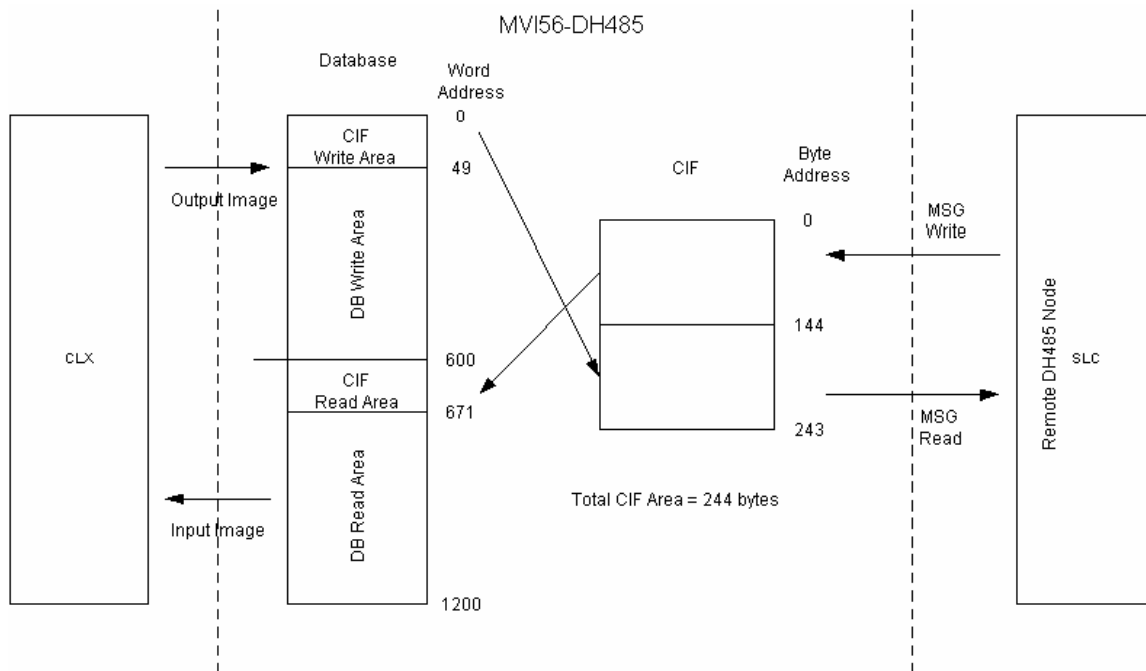 MVI56-DH485
Database
Word
Address
0
CIF
Write Area
49
Output Image
DB Write Area
CLX
600
CIF
Read Area
671
Input Image
DB Read Area
1200
CIF
Byte
Address
0
144
243
Total CIF Area = 244 bytes
MSG
Write
MSG
Read
Remote DH485 Node
SLC